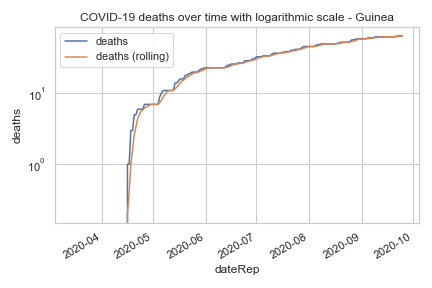 COVID-19 deaths over time with logarithmic scale - Guinea
deaths
deaths (rolling)
deaths
10¹
10⁰
2020-04
2020-05
2020-06
2020-07
2020-08
2020-09
2020-10
dateRep